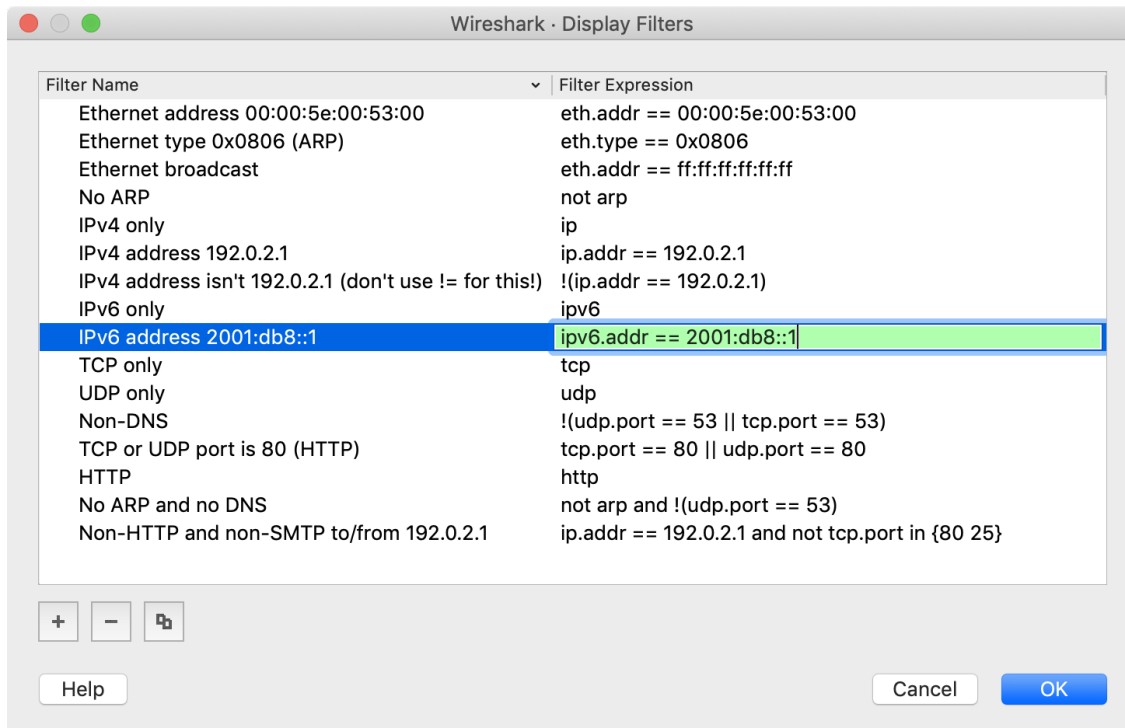 Wireshark · Display Filters
Filter Name Filter Expression
Ethernet address 00:00:5e:00:53:00 eth.addr == 00:00:5e:00:53:00
Ethernet type 0x0806 (ARP) eth.type == 0x0806
Ethernet broadcast eth.addr == ff:ff:ff:ff:ff:ff
No ARP not arp
IPv4 only ip
IPv4 address 192.0.2.1 ip.addr == 192.0.2.1
IPv4 address isn't 192.0.2.1 (don't use != for this!) !(ip.addr == 192.0.2.1)
IPv6 only ipv6
IPv6 address 2001:db8::1 ipv6.addr == 2001:db8::1
TCP only tcp
UDP only udp
Non-DNS !(udp.port == 53 || tcp.port == 53)
TCP or UDP port is 80 (HTTP) tcp.port == 80 || udp.port == 80
HTTP http
No ARP and no DNS not arp and !(udp.port == 53)
Non-HTTP and non-SMTP to/from 192.0.2.1 ip.addr == 192.0.2.1 and not tcp.port in {80 25}
Help Cancel OK